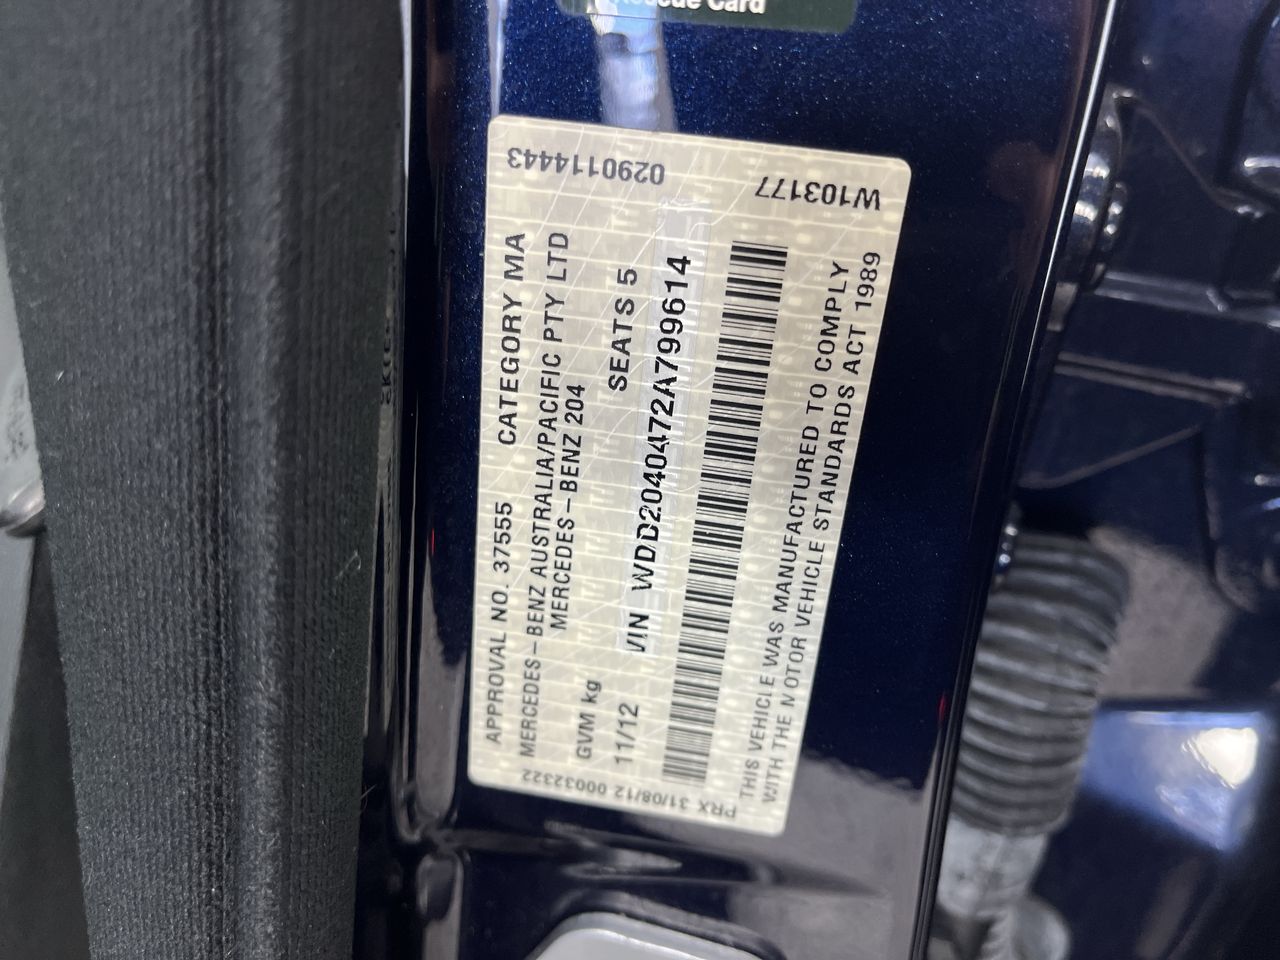 Rescue Card
0290114443
W103177
APPROVAL NO. 37555 CATEGORY MA
MERCEDES-BENZ AUSTRALIA/PACIFIC PTY LTD
MERCEDES-BENZ 204
GVM kg SEATS 5
11/12 VIN WDD2040472A799614
THIS VEHICLE WAS MANUFACTURED TO COMPLY
WITH THE MOTOR VEHICLE STANDARDS ACT 1989
PRX 31/08/12 00032322